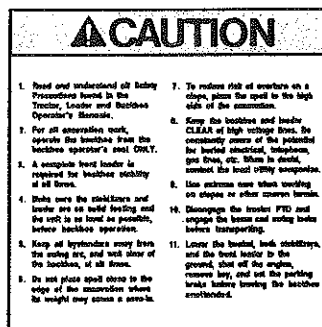 CAUTION
1. Read and understand all Safety
Precautions found in the
Tractor, Loader and Backhoe
Operator's Manuals.
2. For all excavation work,
operate the backhoe from the
backhoe operator's seat ONLY.
3. A complete front loader is
required for backhoe stability
at all times.
4. Make sure the stabilizers and
loader are on solid footing and
the unit is as level as possible,
before backhoe operation.
5. Keep all bystanders away from
the swing arc, and well clear of
the backhoe, at all times.
6. Do not place spoil close to the
edge of the excavation where
its weight may cause a cave-in.
7. To reduce risk of overturn on a
slope, place the spoil to the high
side of the excavation.
8. Keep the backhoe and loader
CLEAR of high voltage lines. Be
constantly aware of the potential
for buried electrical, telephone,
gas lines, etc. When in doubt,
contact the local utility companies.
9. Use extreme care when working
on slopes or other uneven terrain.
10. Disengage the tractor PTO and
engage the boom and swing locks
before transporting.
11. Lower the bucket, both stabilizers,
and the front loader to the
ground, shut off the engine,
remove key, and set the parking
brake before leaving the backhoe
unattended.